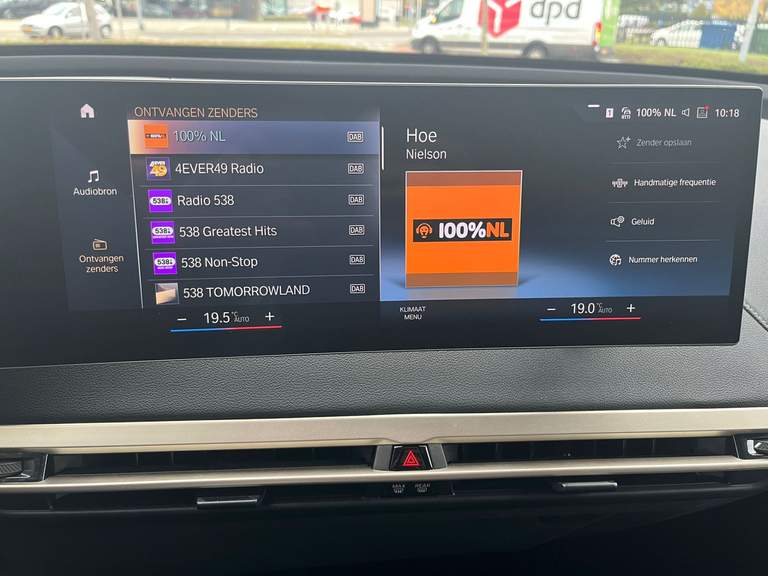 dpd
ONTVANGEN ZENDERS
100% NL
10:18
100% NL
DAB
4EVER49 Radio
DAB
Radio 538
DAB
538 Greatest Hits
DAB
538 Non-Stop
DAB
538 TOMORROWLAND
DAB
Audiobron
Ontvangen
zenders
Hoe
Nielson
100%NL
Zender opslaan
Handmatige frequentie
Geluid
Nummer herkennen
− 19.5 °C AUTO +
KLIMAAT
MENU
− 19.0 °C AUTO +
MAX
REAR